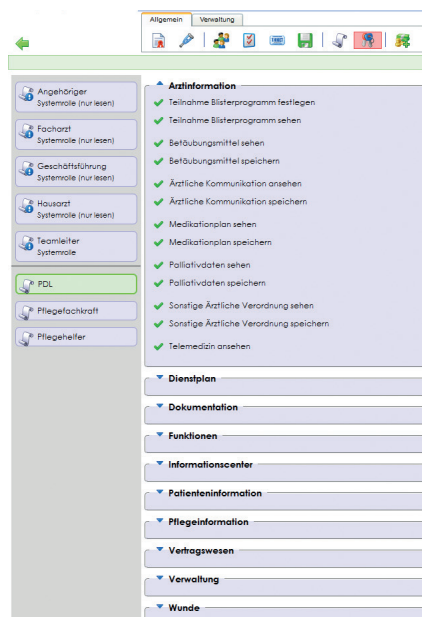 Allgemein
Verwaltung
Angehöriger
Systemrolle (nur lesen)
Facharzt
Systemrolle (nur lesen)
Geschäftsführung
Systemrolle (nur lesen)
Hausarzt
Systemrolle (nur lesen)
Teamleiter
Systemrolle
PDL
Pflegefachkraft
Pflegehelfer
Arztinformation
Teilnahme Blisterprogramm festlegen
Teilnahme Blisterprogramm sehen
Betäubungsmittel sehen
Betäubungsmittel speichern
Ärztliche Kommunikation ansehen
Ärztliche Kommunikation speichern
Medikationplan sehen
Medikationplan speichern
Palliativdaten sehen
Palliativdaten speichern
Sonstige Ärztliche Verordnung sehen
Sonstige Ärztliche Verordnung speichern
Telemedizin ansehen
Dienstplan
Dokumentation
Funktionen
Informationscenter
Patienteninformation
Pflegeinformation
Vertragswesen
Verwaltung
Wunde